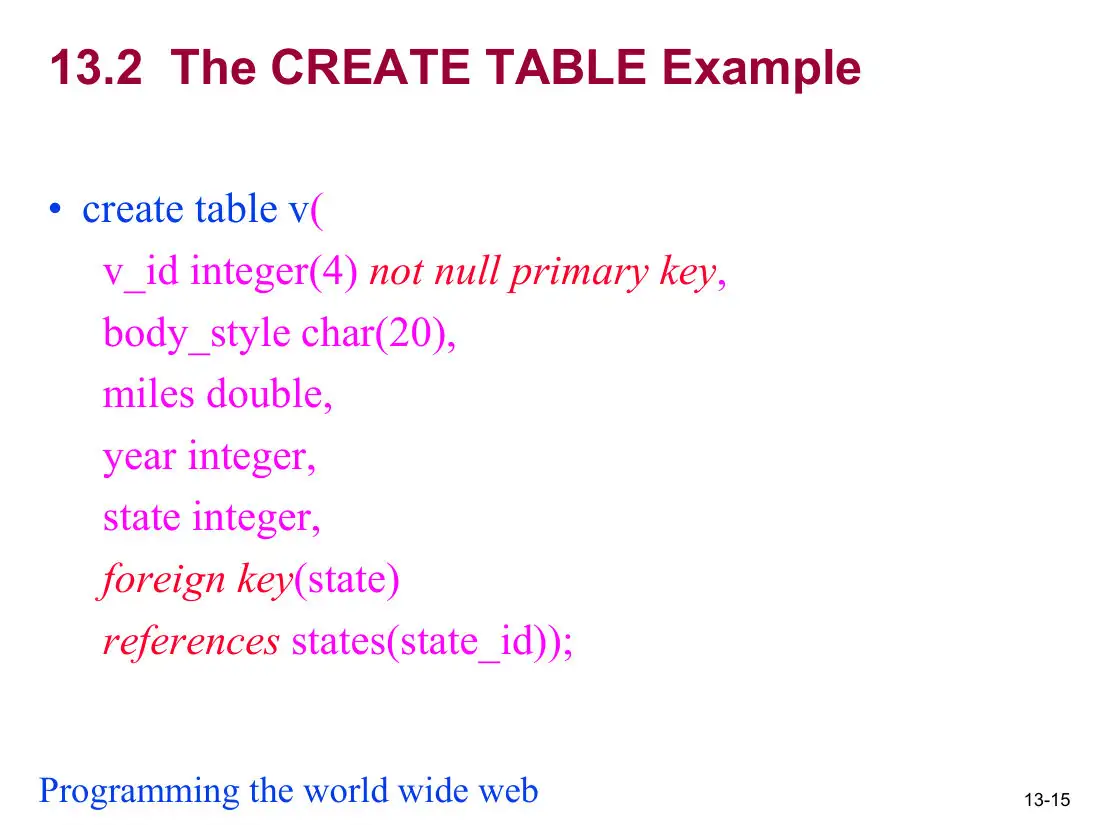 13.2 The CREATE TABLE Example
• create table v(
v_id integer(4) not null primary key,
body_style char(20),
miles double,
year integer,
state integer,
foreign key(state)
references states(state_id));
Programming the world wide web
13-15